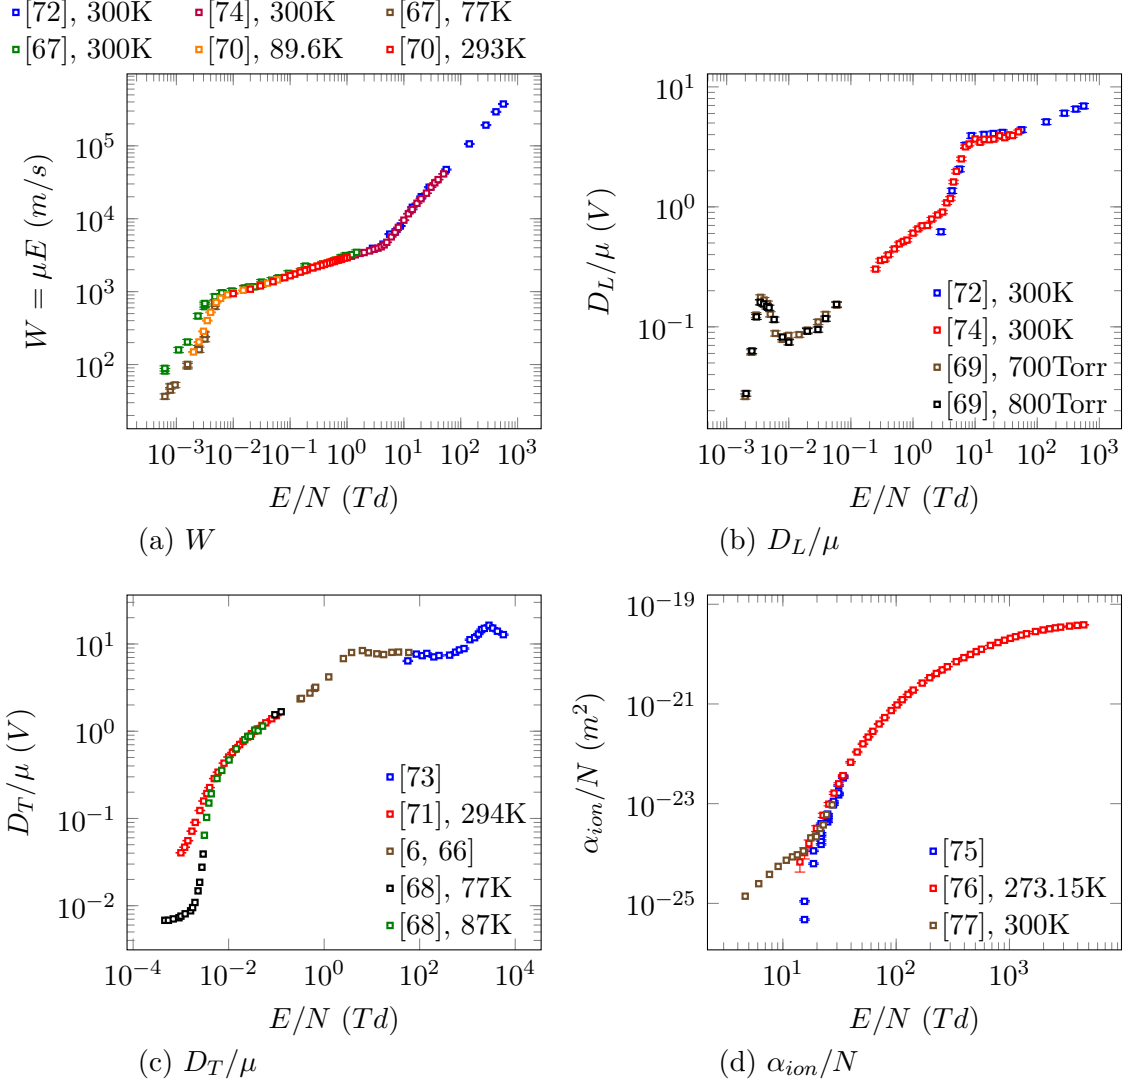 [72], 300K [74], 300K [67], 77K
[67], 300K [70], 89.6K [70], 293K
10^5
10^4
10^3
10^2
W = μE (m/s)
10^−3 10^−2 10^−1 10^0 10^1 10^2 10^3
E/N (Td)
(a) W
10^1
10^0
10^−1
D_L/μ (V)
[72], 300K
[74], 300K
[69], 700Torr
[69], 800Torr
10^−3 10^−2 10^−1 10^0 10^1 10^2 10^3
E/N (Td)
(b) D_L/μ
10^1
10^0
10^−1
10^−2
D_T/μ (V)
[73]
[71], 294K
[6, 66]
[68], 77K
[68], 87K
10^−4 10^−2 10^0 10^2 10^4
E/N (Td)
(c) D_T/μ
10^−19
10^−21
10^−23
10^−25
α_ion/N (m^2)
[75]
[76], 273.15K
[77], 300K
10^1 10^2 10^3
E/N (Td)
(d) α_ion/N